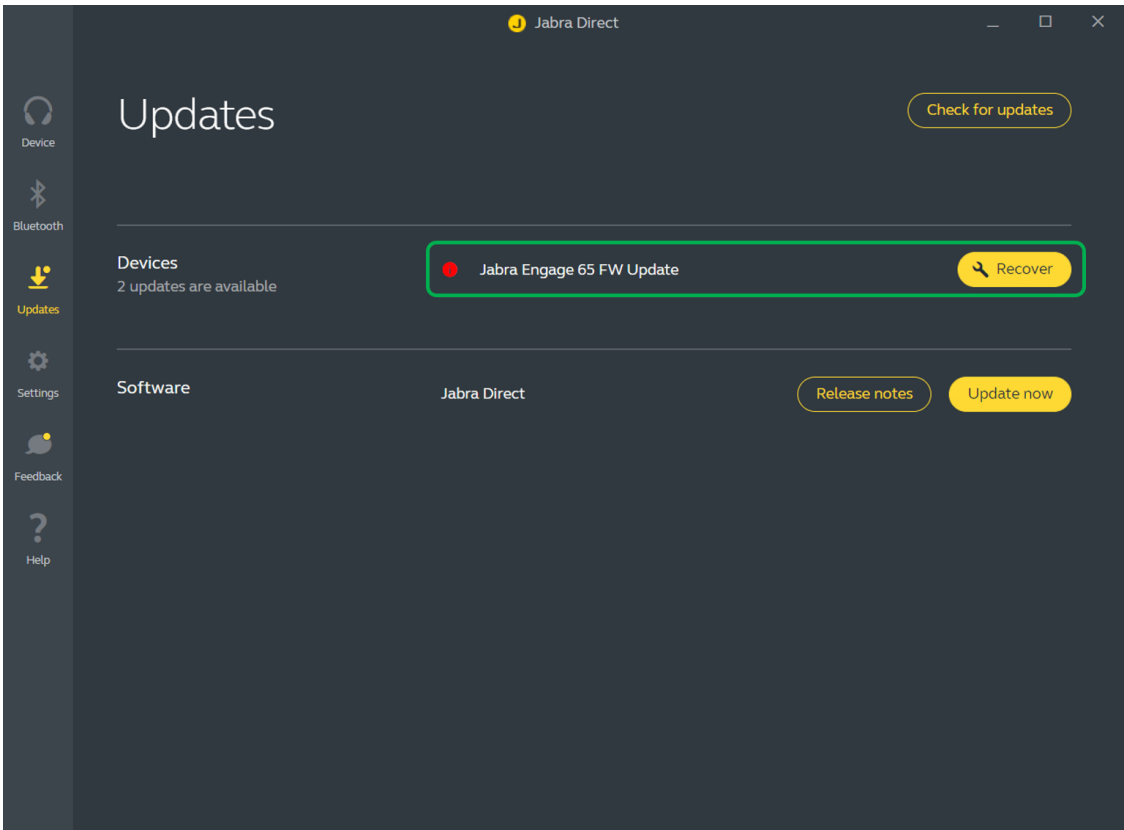 Jabra Direct
Updates
Check for updates
Device
Bluetooth
Updates
Settings
Feedback
Help
Devices
2 updates are available
Jabra Engage 65 FW Update
Recover
Software
Jabra Direct
Release notes
Update now